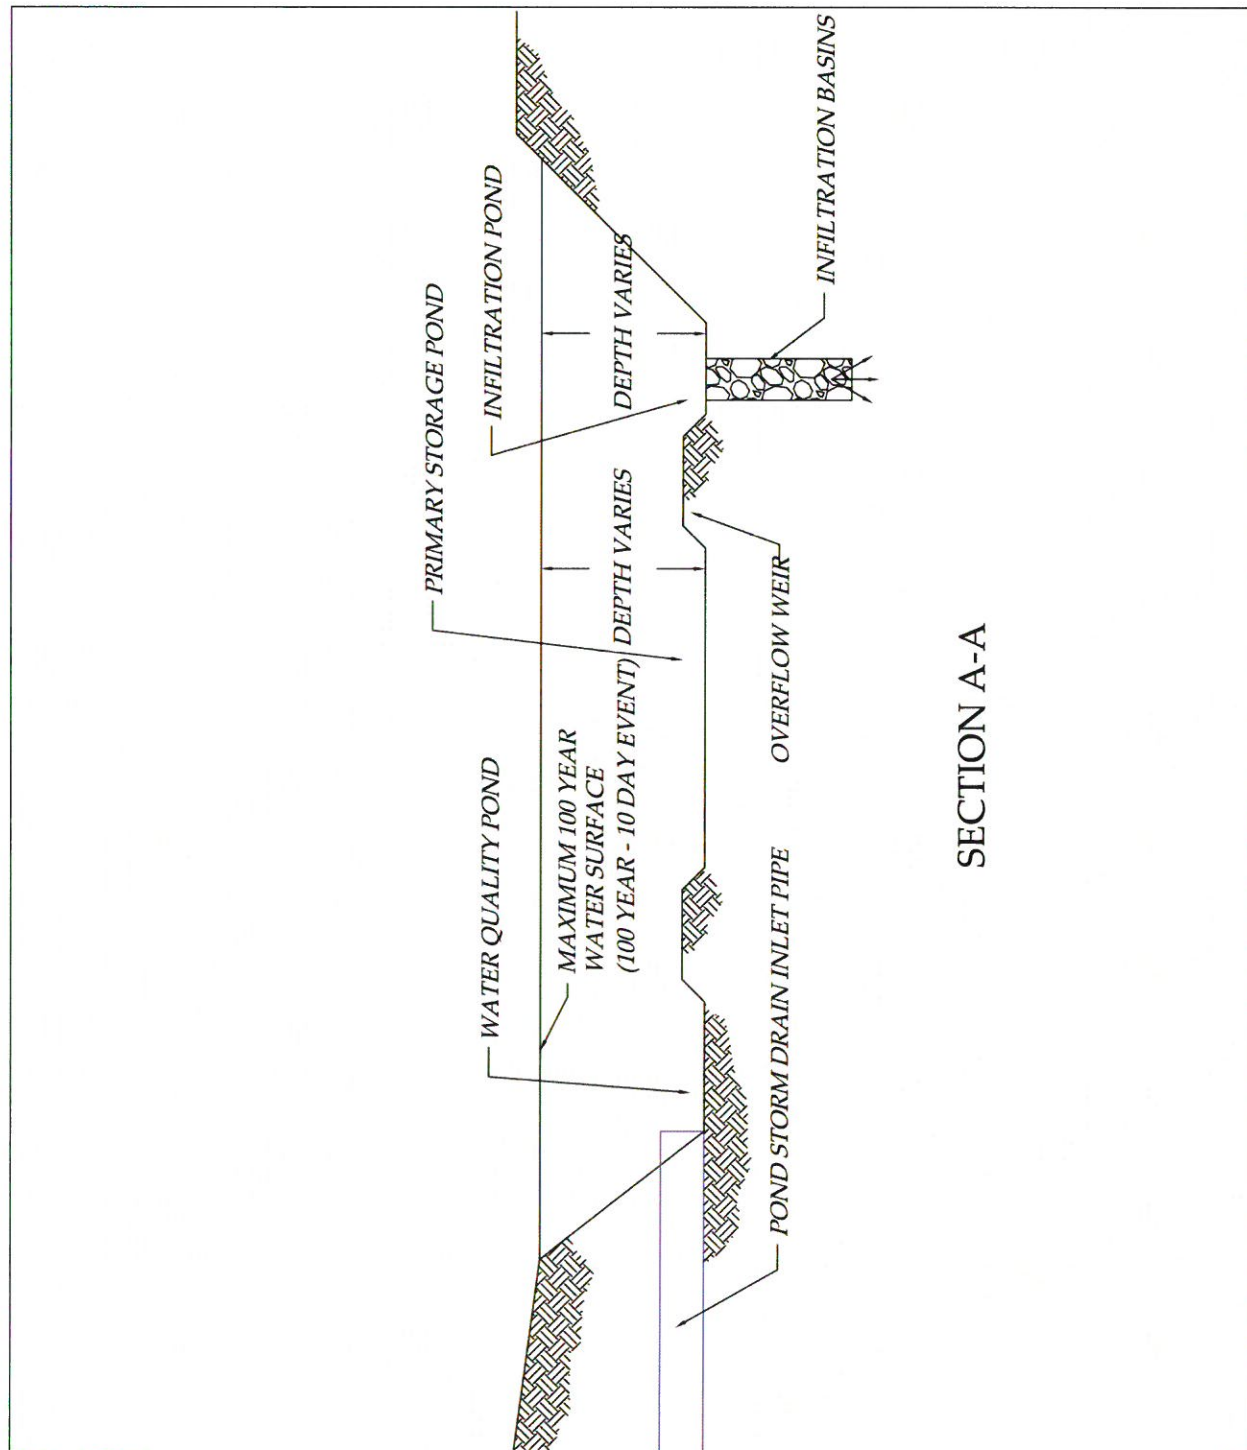 PRIMARY STORAGE POND
WATER QUALITY POND
INFILTRATION POND
MAXIMUM 100 YEAR
WATER SURFACE
(100 YEAR - 10 DAY EVENT)
DEPTH VARIES
DEPTH VARIES
POND STORM DRAIN INLET PIPE
OVERFLOW WEIR
INFILTRATION BASINS
SECTION A-A